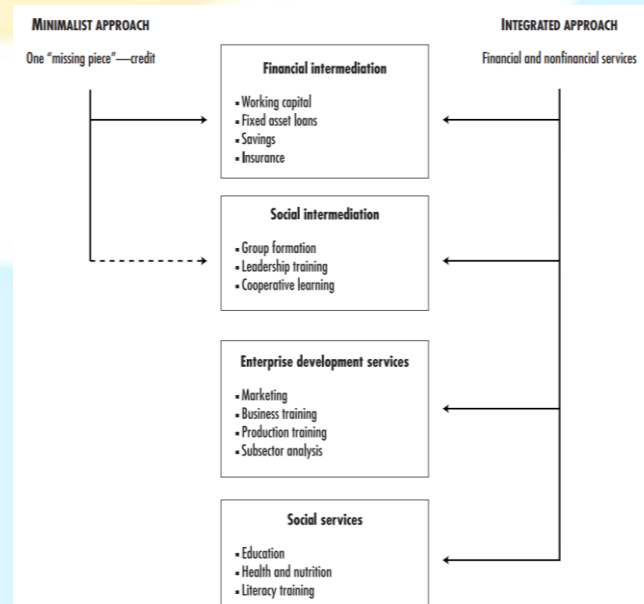 MINIMALIST APPROACH
One "missing piece"—credit
INTEGRATED APPROACH
Financial and nonfinancial services
Financial intermediation
▪ Working capital
▪ Fixed asset loans
▪ Savings
▪ Insurance
Social intermediation
▪ Group formation
▪ Leadership training
▪ Cooperative learning
Enterprise development services
▪ Marketing
▪ Business training
▪ Production training
▪ Subsector analysis
Social services
▪ Education
▪ Health and nutrition
▪ Literacy training